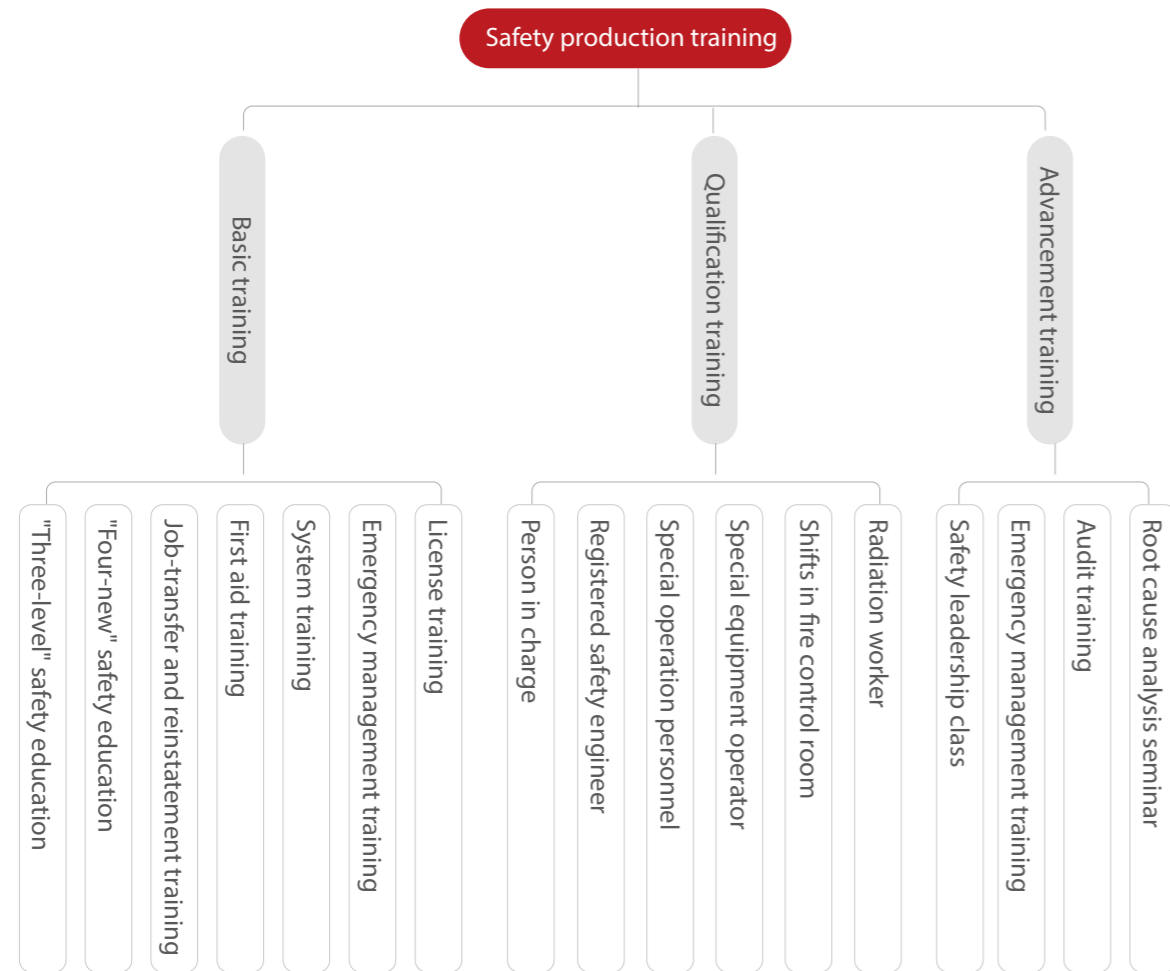 Safety production training
Basic training
Qualification training
Advancement training
"Three-level" safety education
"Four-new" safety education
Job-transfer and reinstatement training
First aid training
System training
Emergency management training
License training
Person in charge
Registered safety engineer
Special operation personnel
Special equipment operator
Shifts in fire control room
Radiation worker
Safety leadership class
Emergency management training
Audit training
Root cause analysis seminar